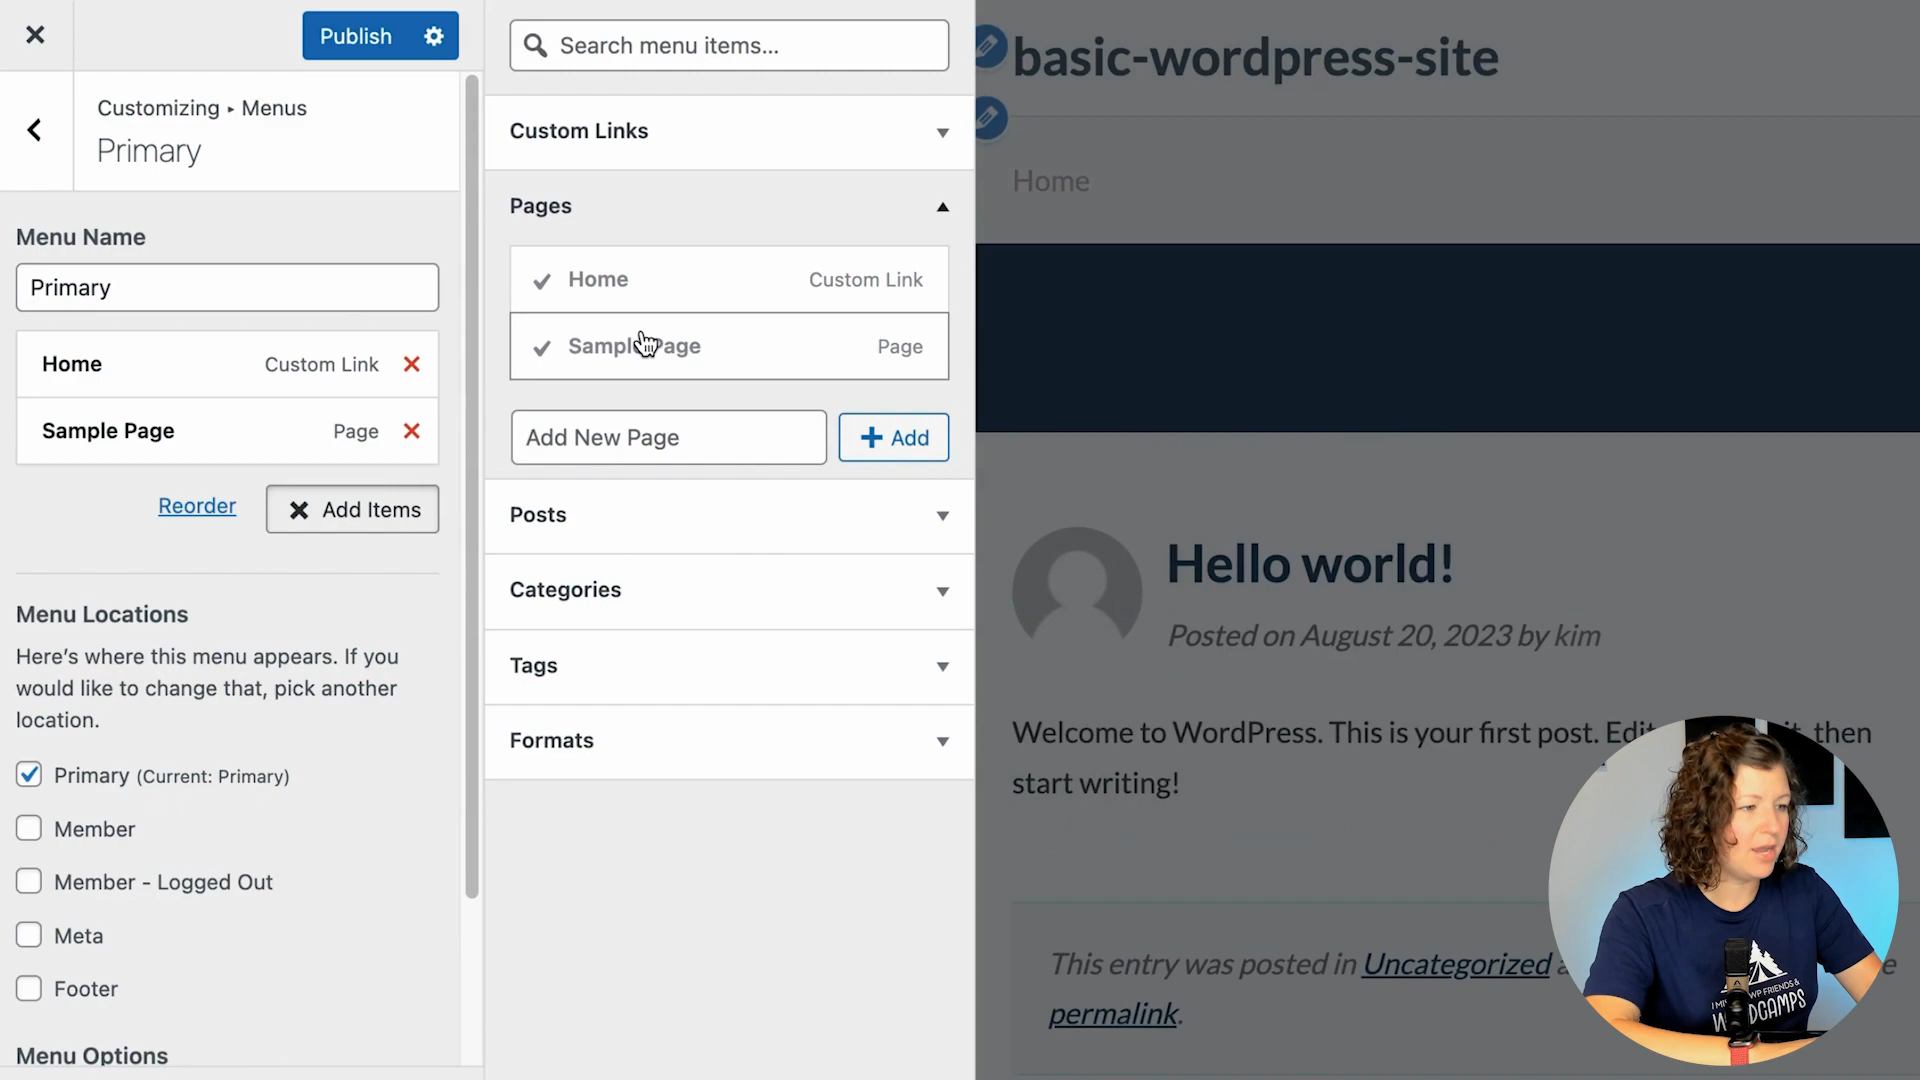 Publish
Customizing ▸ Menus
Primary
Menu Name
Primary
Home Custom Link
Sample Page Page
Reorder Add Items
Menu Locations
Here's where this menu appears. If you
would like to change that, pick another
location.
Primary (Current: Primary)
Member
Member - Logged Out
Meta
Footer
Menu Options
Search menu items...
Custom Links
Pages
Home Custom Link
Sample Page Page
Add New Page + Add
Posts
Categories
Tags
Formats
basic-wordpress-site
Home
Hello world!
Posted on August 20, 2023 by kim
Welcome to WordPress. This is your first post. then
start writing!
This entry was posted in Uncategorized
permalink.
WP FRIENDS &